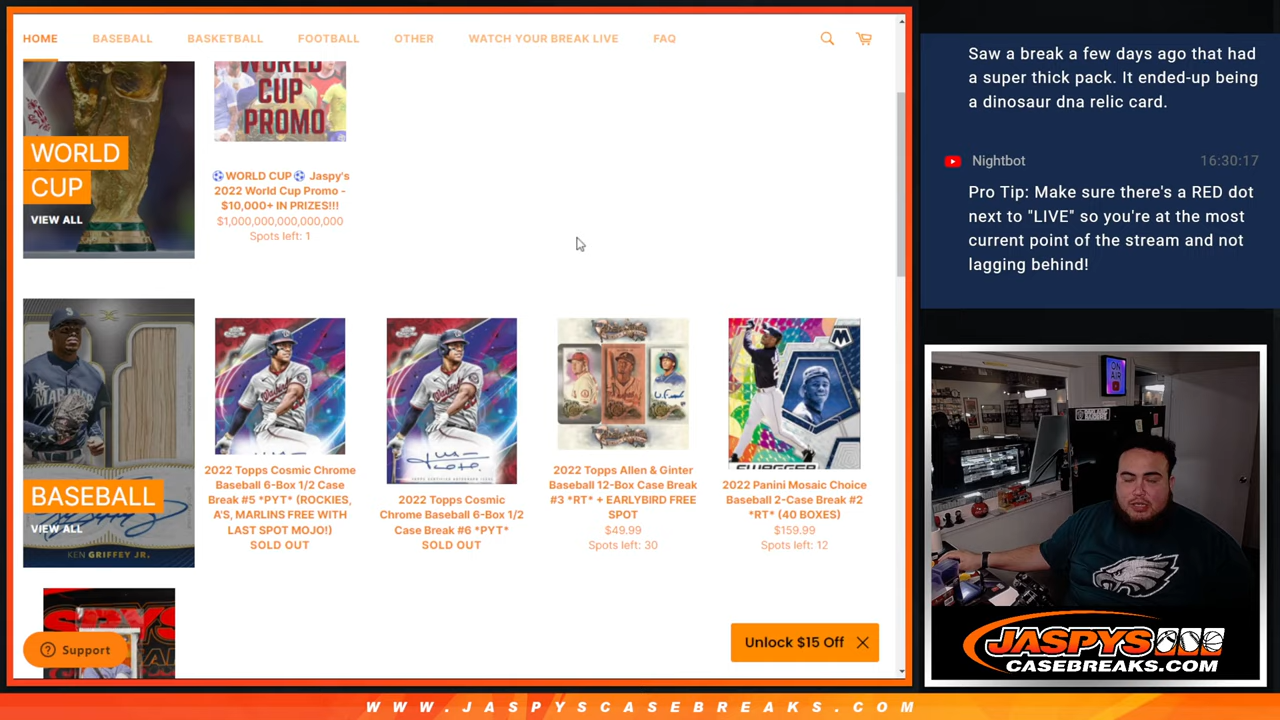 HOME BASEBALL BASKETBALL FOOTBALL OTHER WATCH YOUR BREAK LIVE FAQ
WORLD
CUP
VIEW ALL
WORLD
CUP
PROMO
⚽WORLD CUP⚽ Jaspy's
2022 World Cup Promo -
$10,000+ IN PRIZES!!!
$1,000,000,000,000,000
Spots left: 1
BASEBALL
VIEW ALL
KEN GRIFFEY JR.
2022 Topps Cosmic Chrome
Baseball 6-Box 1/2 Case
Break #5 *PYT* (ROCKIES,
A'S, MARLINS FREE WITH
LAST SPOT MOJO!)
SOLD OUT
2022 Topps Cosmic
Chrome Baseball 6-Box 1/2
Case Break #6 *PYT*
SOLD OUT
2022 Topps Allen & Ginter
Baseball 12-Box Case Break
#3 *RT* + EARLYBIRD FREE
SPOT
$49.99
Spots left: 30
2022 Panini Mosaic Choice
Baseball 2-Case Break #2
*RT* (40 BOXES)
$159.99
Spots left: 12
Support
Unlock $15 Off
Saw a break a few days ago that had
a super thick pack. It ended-up being
a dinosaur dna relic card.
Nightbot 16:30:17
Pro Tip: Make sure there's a RED dot
next to "LIVE" so you're at the most
current point of the stream and not
lagging behind!
ON
AIR
JASPYS
CASEBREAKS.COM
WWW.JASPYSCASEBREAKS.COM